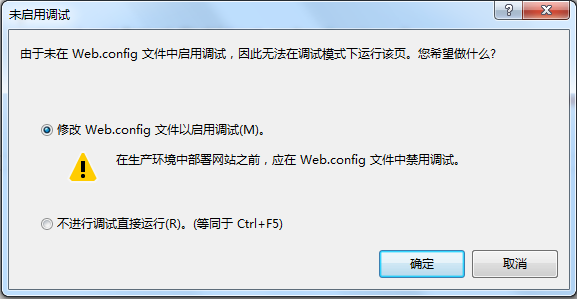 未启用调试
由于未在 Web.config 文件中启用调试，因此无法在调试模式下运行该页。您希望做什么?
修改 Web.config 文件以启用调试(M)。
在生产环境中部署网站之前，应在 Web.config 文件中禁用调试。
不进行调试直接运行(R)。(等同于 Ctrl+F5)
确定
取消